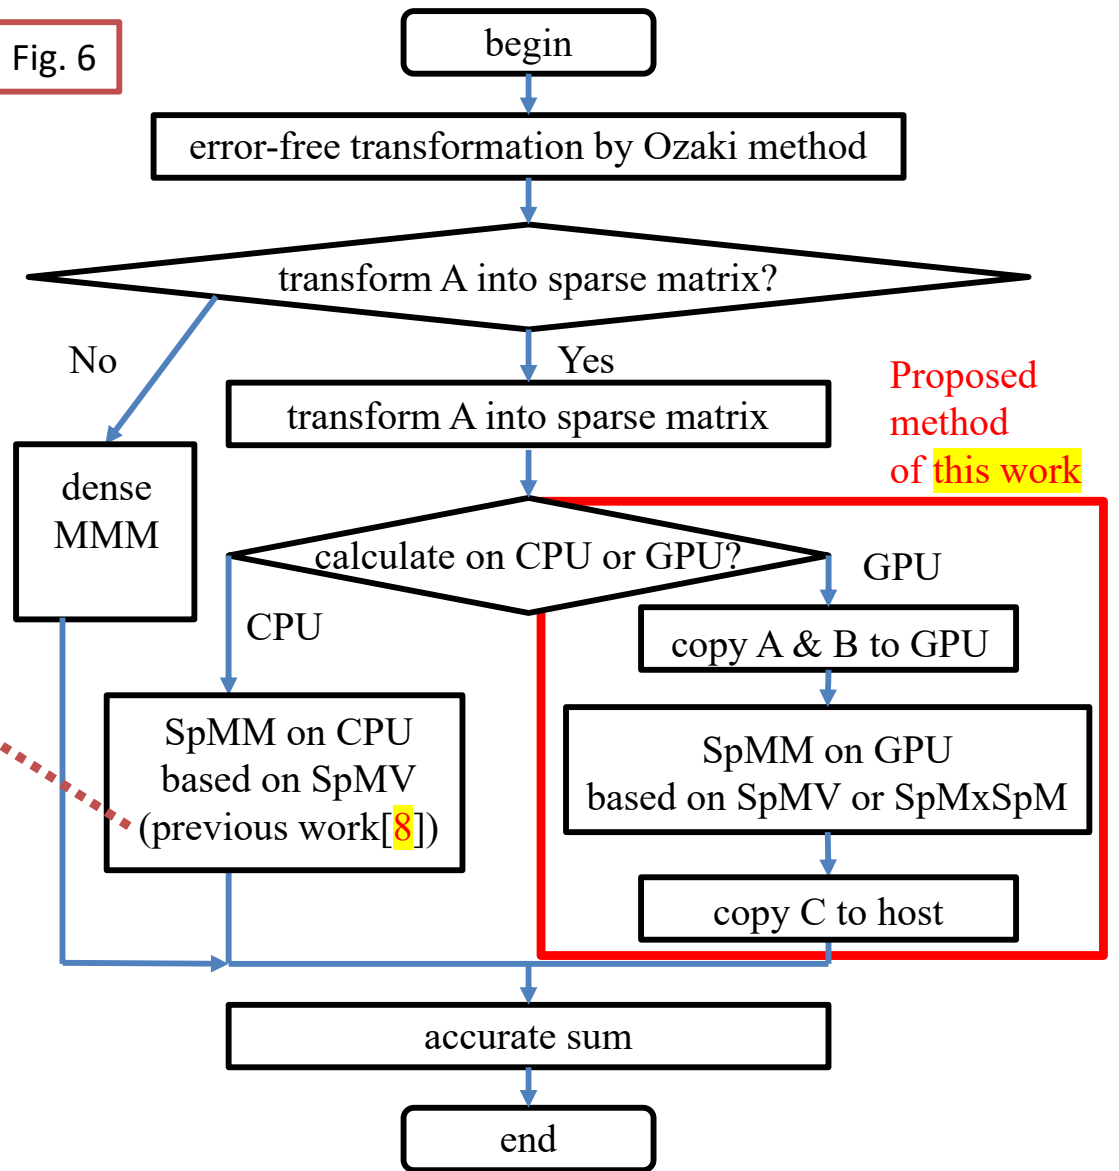 Fig. 6
begin
error-free transformation by Ozaki method
transform A into sparse matrix?
No
Yes
transform A into sparse matrix
Proposed
method
of this work
dense
MMM
calculate on CPU or GPU?
GPU
CPU
copy A & B to GPU
SpMM on CPU
based on SpMV
(previous work[8])
SpMM on GPU
based on SpMV or SpMxSpM
copy C to host
accurate sum
end